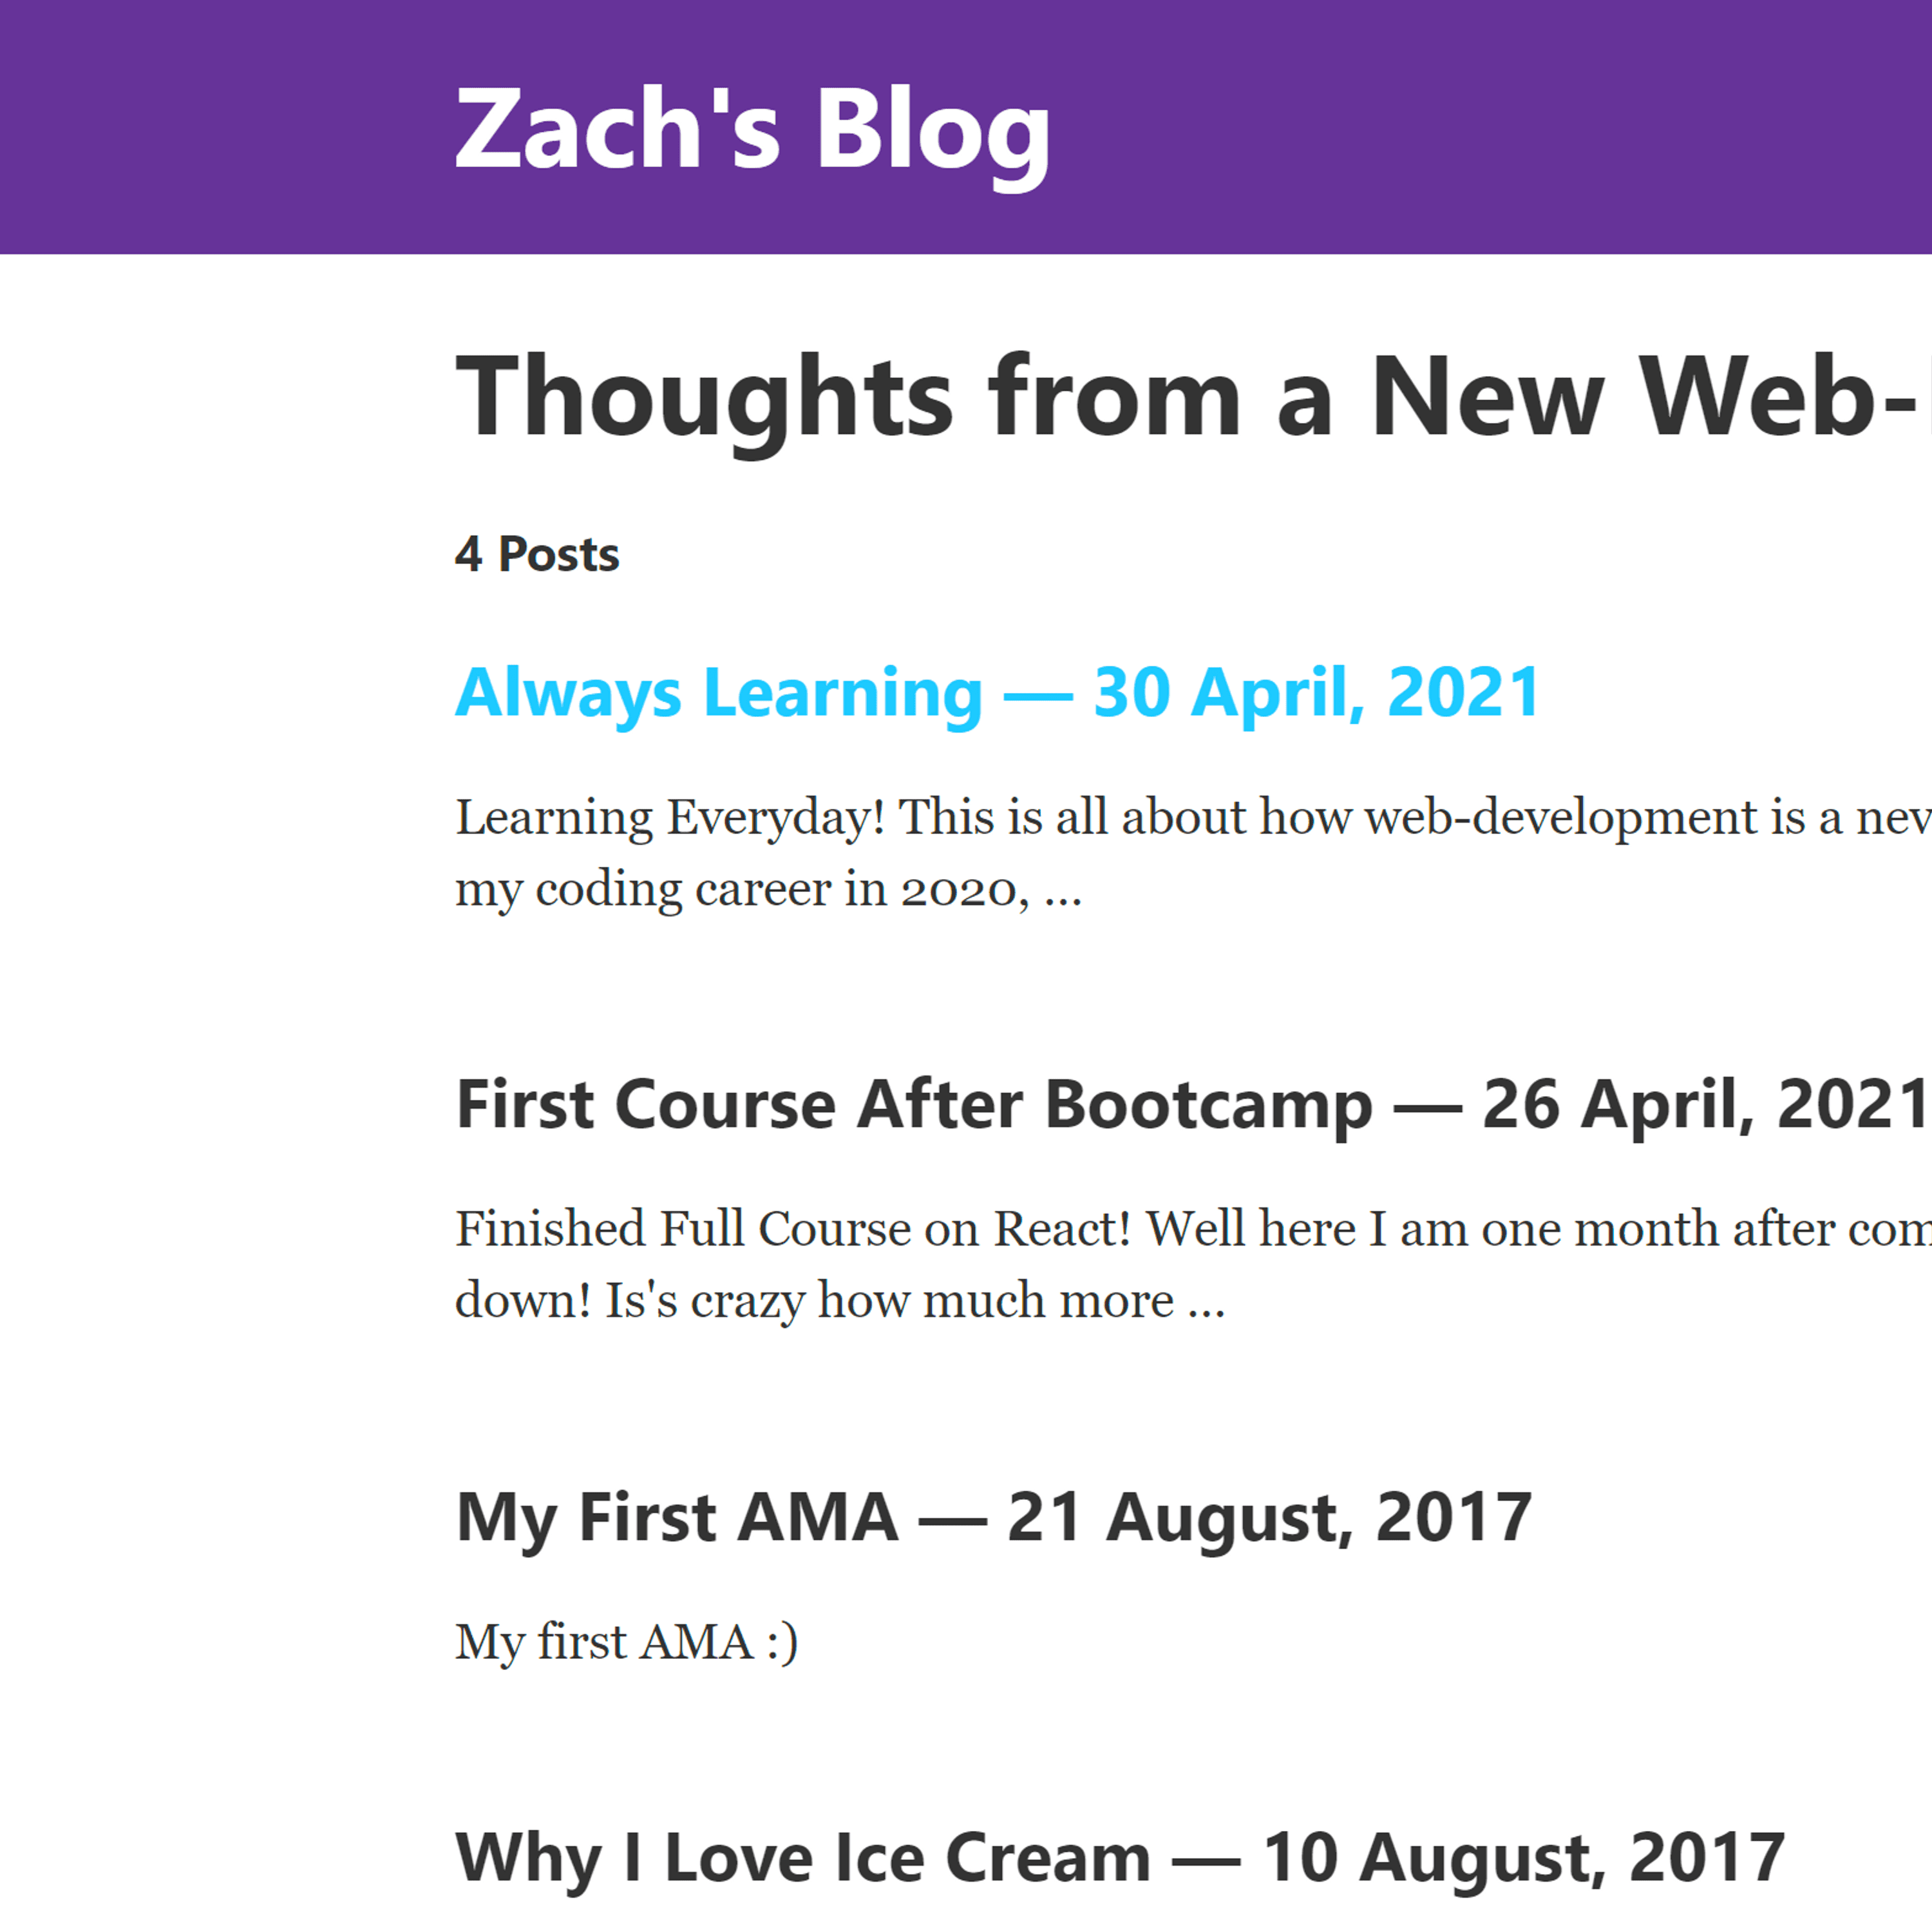 Zach's Blog
Thoughts from a New Web-
4 Posts
Always Learning — 30 April, 2021
Learning Everyday! This is all about how web-development is a nev
my coding career in 2020, ...
First Course After Bootcamp — 26 April, 2021
Finished Full Course on React! Well here I am one month after com
down! Is's crazy how much more ...
My First AMA — 21 August, 2017
My first AMA :)
Why I Love Ice Cream — 10 August, 2017